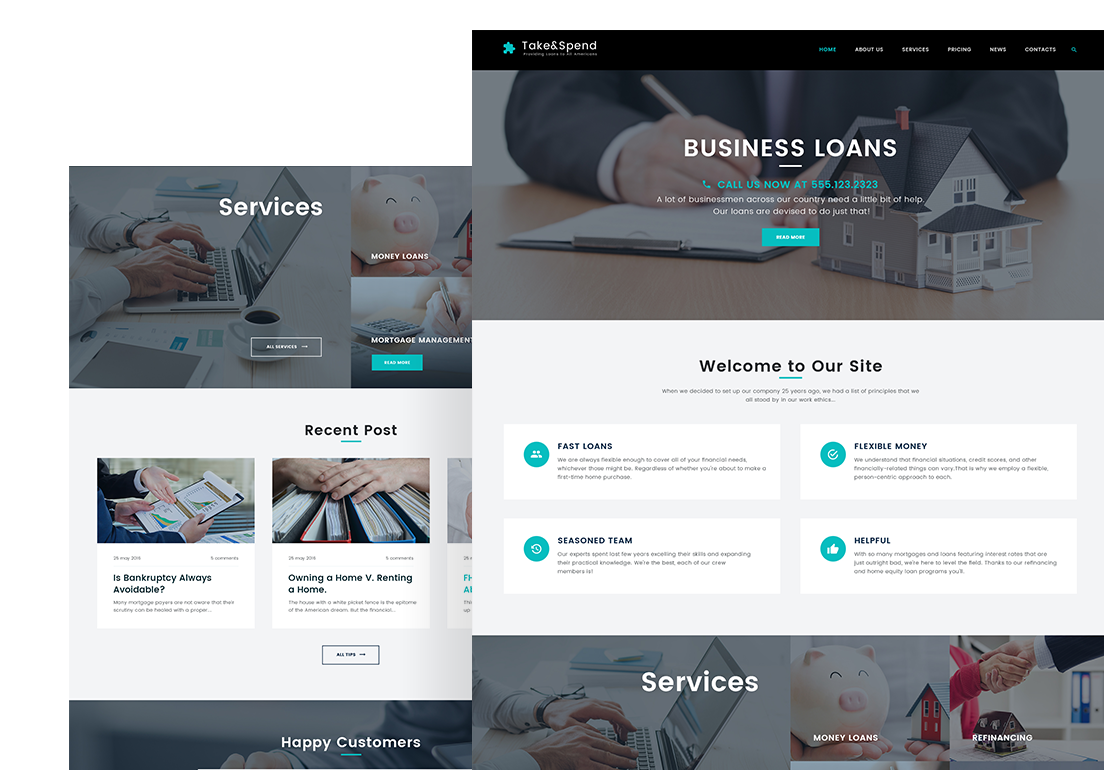 Take&Spend
Providing Loans to All Americans
HOME ABOUT US SERVICES PRICING NEWS CONTACTS
BUSINESS LOANS
CALL US NOW AT 555.123.2323
A lot of businessmen across our country need a little bit of help.
Our loans are devised to do just that!
READ MORE
Welcome to Our Site
When we decided to set up our company 25 years ago, we had a list of principles that we
all stood by in our work ethics...
FAST LOANS
We are always flexible enough to cover all of your financial needs,
whichever those might be. Regardless of whether you're about to make a
first-time home purchase.
FLEXIBLE MONEY
We understand that financial situations, credit scores, and other
financially-related things can vary.That is why we employ a flexible,
person-centric approach to each.
SEASONED TEAM
Our experts spent last few years excelling their skills and expanding
their practical knowledge. We're the best, each of our crew
members is!
HELPFUL
With so many mortgages and loans featuring interest rates that are
just outright bad, we're here to level the field. Thanks to our refinancing
and home equity loan programs you'll.
Services
MONEY LOANS
REFINANCING
Services
ALL SERVICES
MONEY LOANS
MORTGAGE MANAGEMENT
READ MORE
Recent Post
25 may 2016 5 comments
Is Bankruptcy Always
Avoidable?
Many mortgage payers are not aware that their
scrutiny can be healed with a proper...
25 may 2016 5 comments
Owning a Home V. Renting
a Home.
The house with a white picket fence is the epitome
of the American dream. But the financial...
25
FH
Thi
up
ALL TIPS
Happy Customers